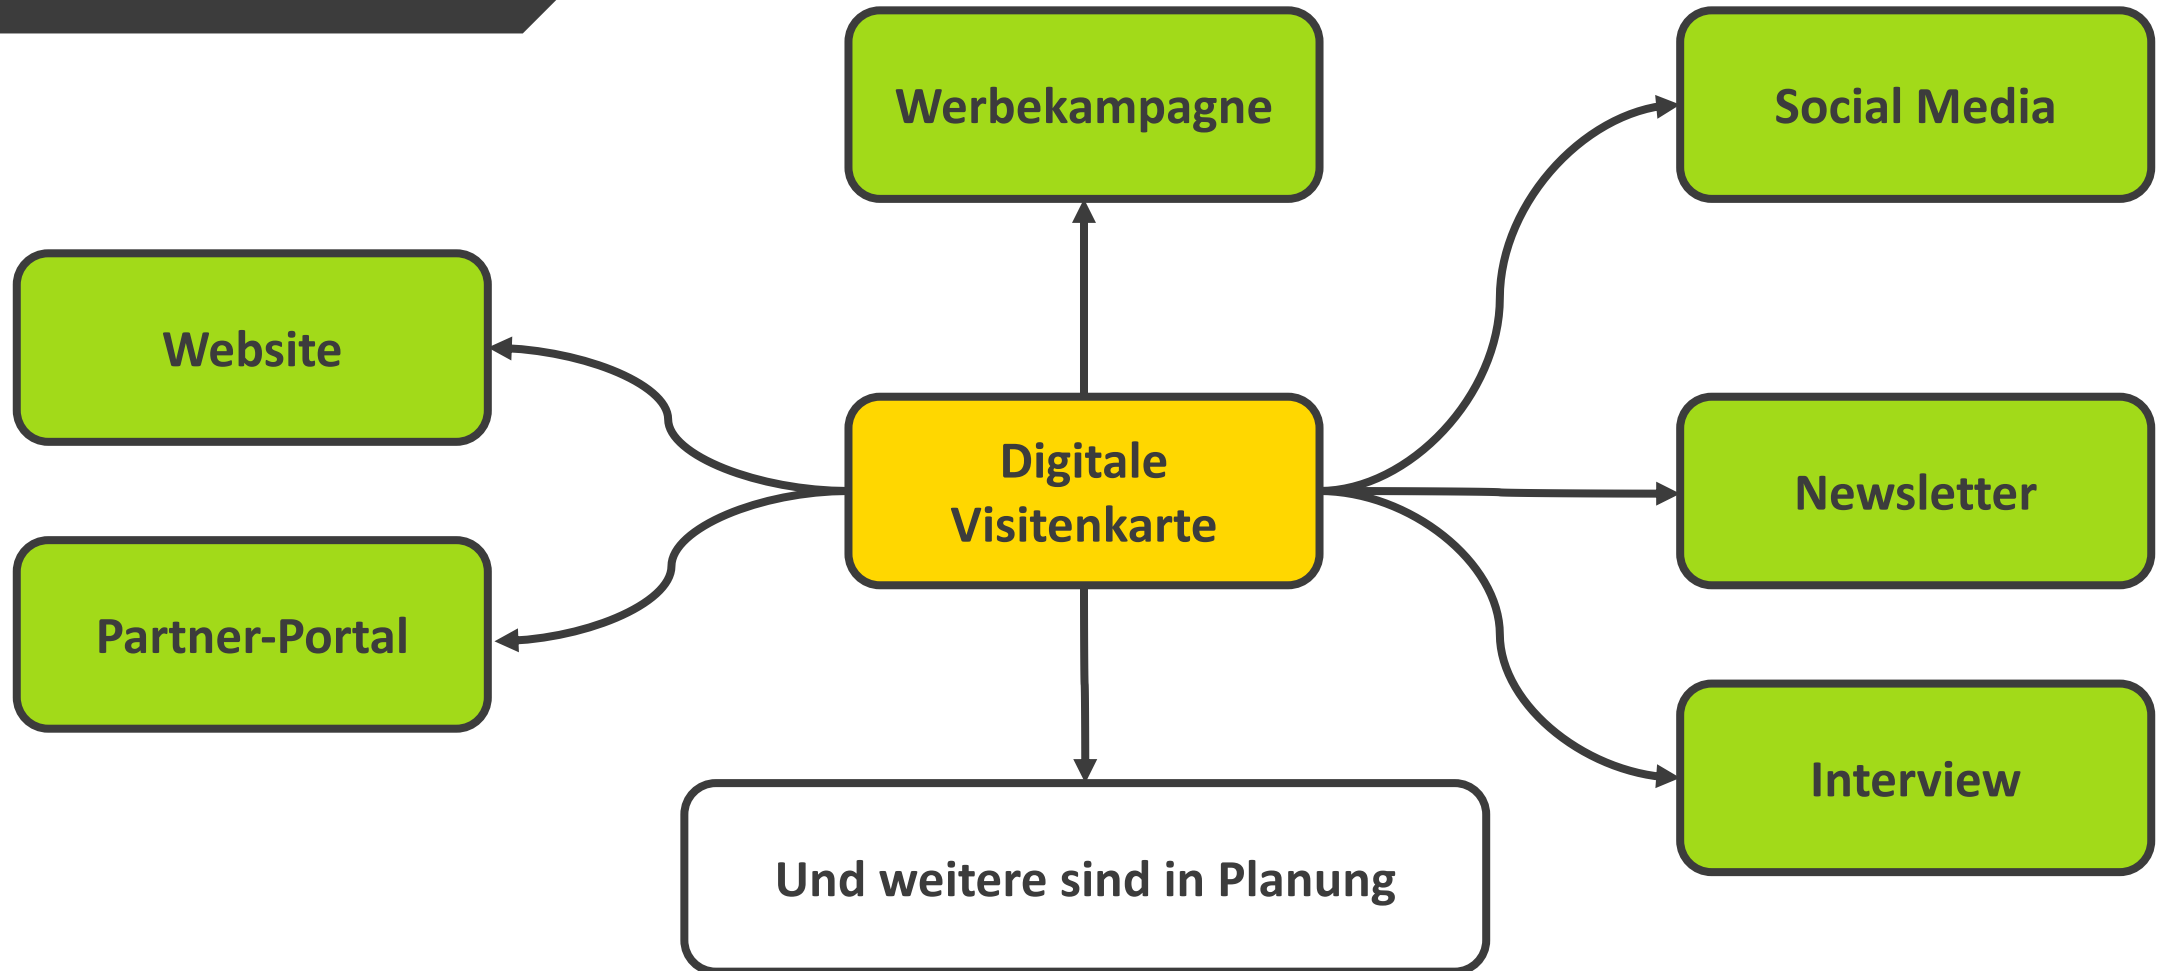 Werbekampagne
Social Media
Website
Digitale
Visitenkarte
Newsletter
Partner-Portal
Interview
Und weitere sind in Planung